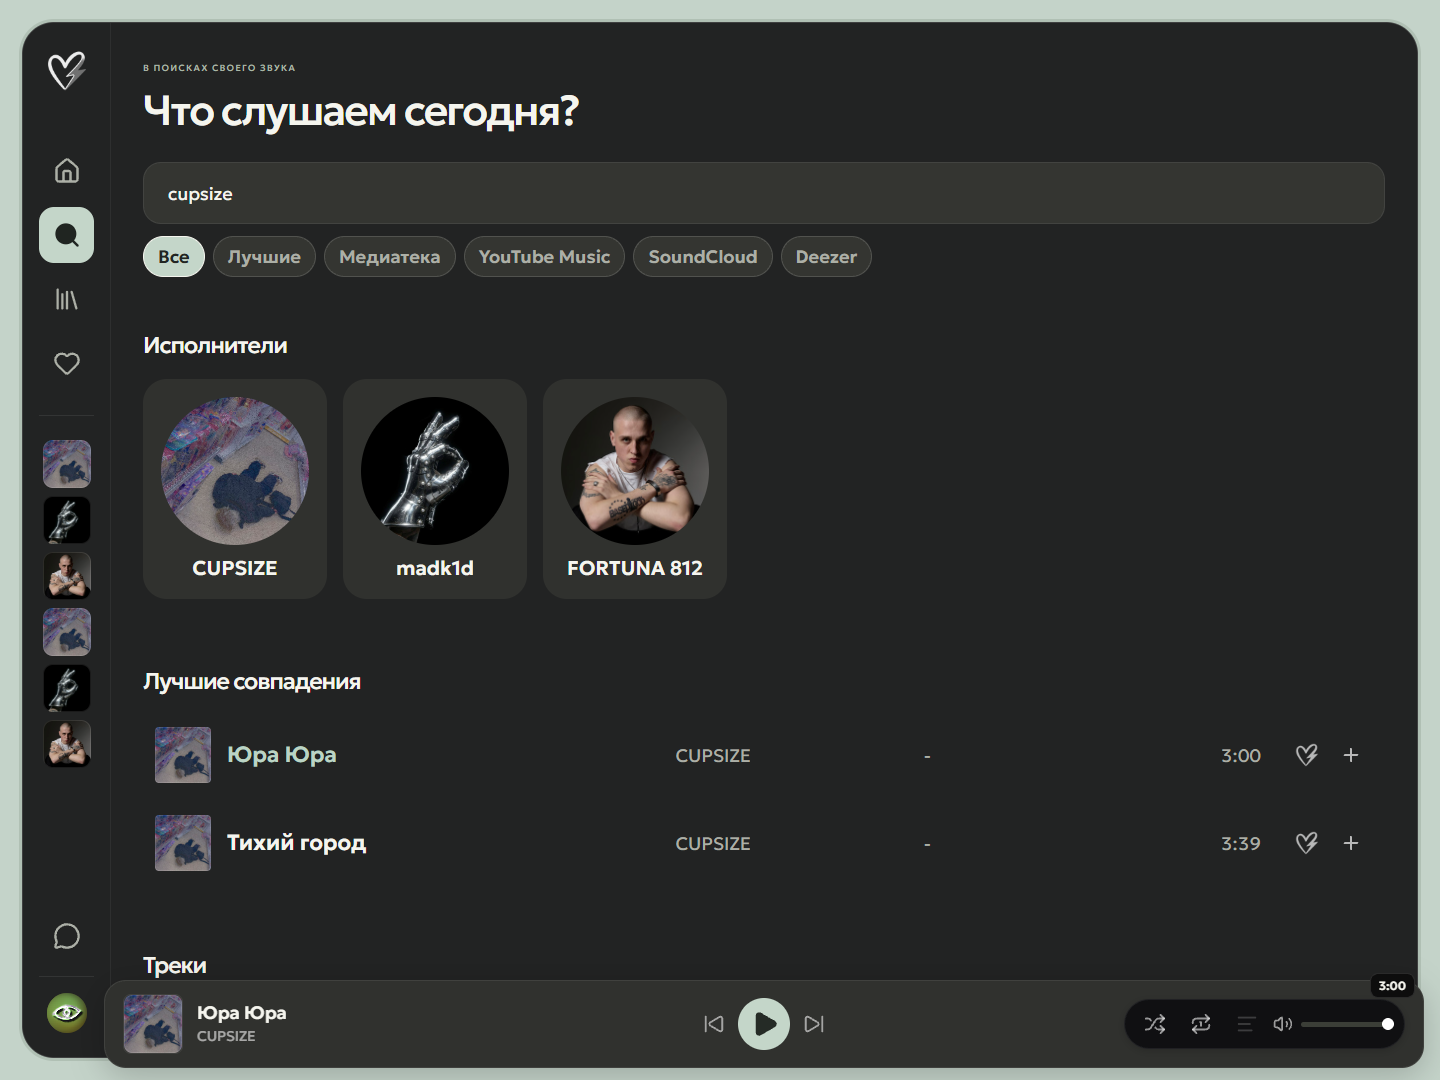 В ПОИСКАХ СВОЕГО ЗВУКА
Что слушаем сегодня?
cupsize
Все Лучшие Медиатека YouTube Music SoundCloud Deezer
Исполнители
CUPSIZE madk1d FORTUNA 812
Лучшие совпадения
Юра Юра CUPSIZE - 3:00
Тихий город CUPSIZE - 3:39
Треки
3:00
Юра Юра
CUPSIZE